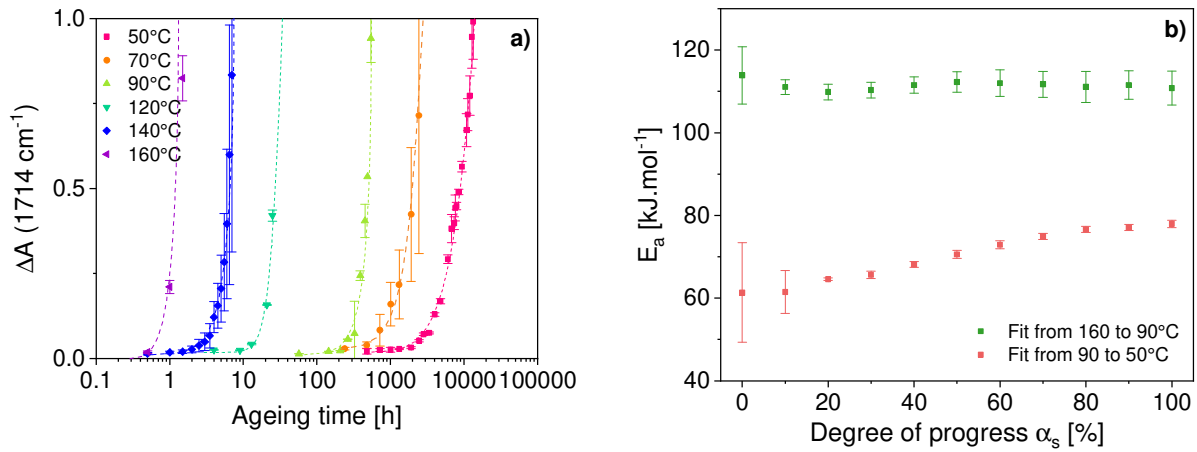 a)
1.0
0.5
0.0
50°C
70°C
90°C
120°C
140°C
160°C
ΔA (1714 cm⁻¹)
0.1 1 10 100 1000 10000 100000
Ageing time [h]
b)
120
100
80
60
40
Eₐ [kJ.mol⁻¹]
Fit from 160 to 90°C
Fit from 90 to 50°C
0 20 40 60 80 100
Degree of progress αₛ [%]